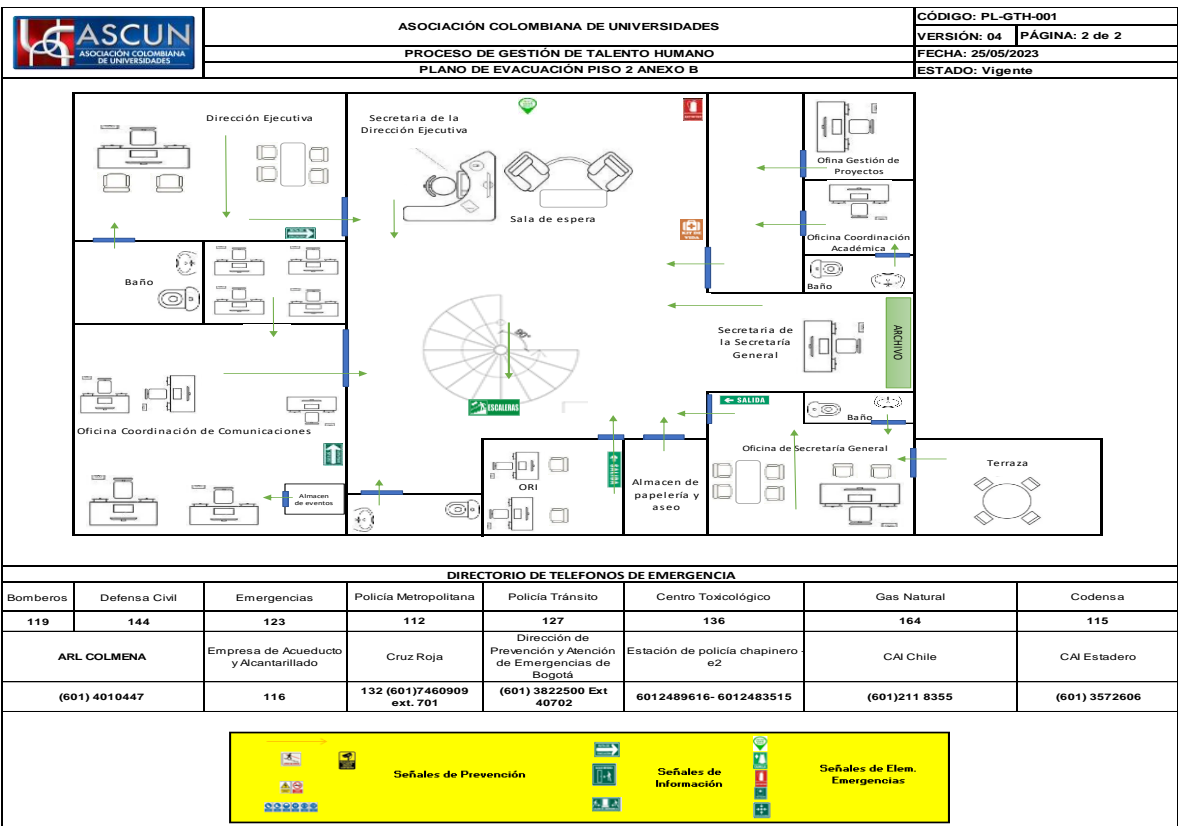 ASCUN
ASOCIACIÓN COLOMBIANA
DE UNIVERSIDADES
ASOCIACIÓN COLOMBIANA DE UNIVERSIDADES
PROCESO DE GESTIÓN DE TALENTO HUMANO
PLANO DE EVACUACIÓN PISO 2 ANEXO B
CÓDIGO: PL-GTH-001
VERSIÓN: 04 PÁGINA: 2 de 2
FECHA: 25/05/2023
ESTADO: Vigente
Dirección Ejecutiva
Secretaria de la
Dirección Ejecutiva
Sala de espera
KIT DE
VIDA
Ofina Gestión de
Proyectos
Oficina Coordinación
Académica
Baño
Baño
90°
Secretaria de
la Secretaría
General
ARCHIVO
ESCALERAS
SALIDA
Baño
Oficina Coordinación de Comunicaciones
Oficina de Secretaría General
Terraza
ORI
SALIDA
Almacen de
papelería y
aseo
Almacen
de eventos
DIRECTORIO DE TELEFONOS DE EMERGENCIA
Bomberos Defensa Civil Emergencias Policía Metropolitana Policía Tránsito Centro Toxicológico Gas Natural Codensa
119 144 123 112 127 136 164 115
ARL COLMENA
Empresa de Acueducto
y Alcantarillado
Cruz Roja
Dirección de
Prevención y Atención
de Emergencias de
Bogotá
Estación de policía chapinero -
e2
CAI Chile
CAI Estadero
(601) 4010447
116
132 (601)7460909
ext. 701
(601) 3822500 Ext
40702
6012489616- 6012483515
(601)211 8355
(601) 3572606
Señales de Prevención
Señales de
Información
Señales de Elem.
Emergencias